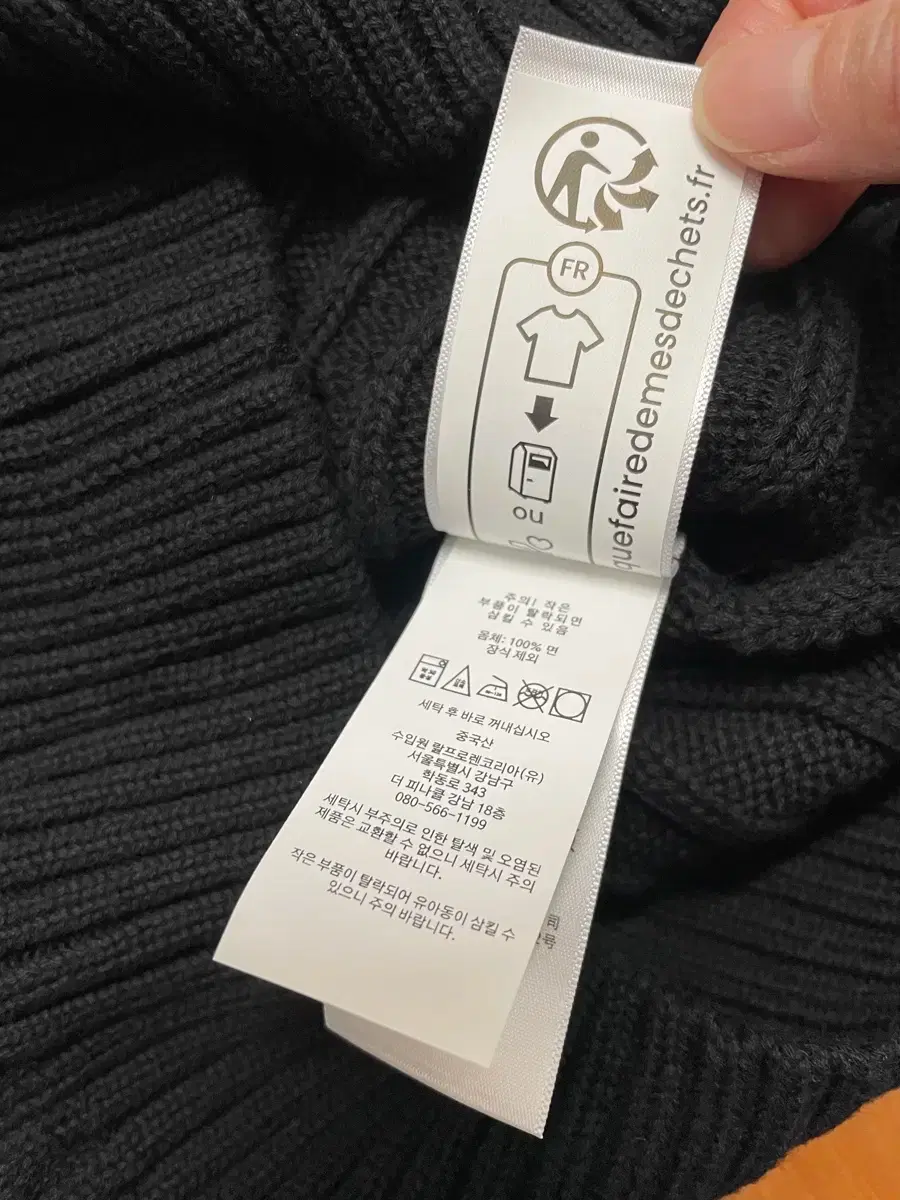 FR
ou
quefairedemesdechets.fr
주의! 작은
부품이 탈락되면
삼킬 수 있음
몸체: 100% 면
장식 제외
세탁 후 바로 꺼내십시오
중국산
수입원 랄프로렌코리아(유)
서울특별시 강남구
학동로 343
더 피나클 강남 18층
080-566-1199
세탁시 부주의로 인한 탈색 및 오염된
제품은 교환할 수 없으니 세탁시 주의
바랍니다.
작은 부품이 탈락되어 유아동이 삼킬 수
있으니 주의 바랍니다.